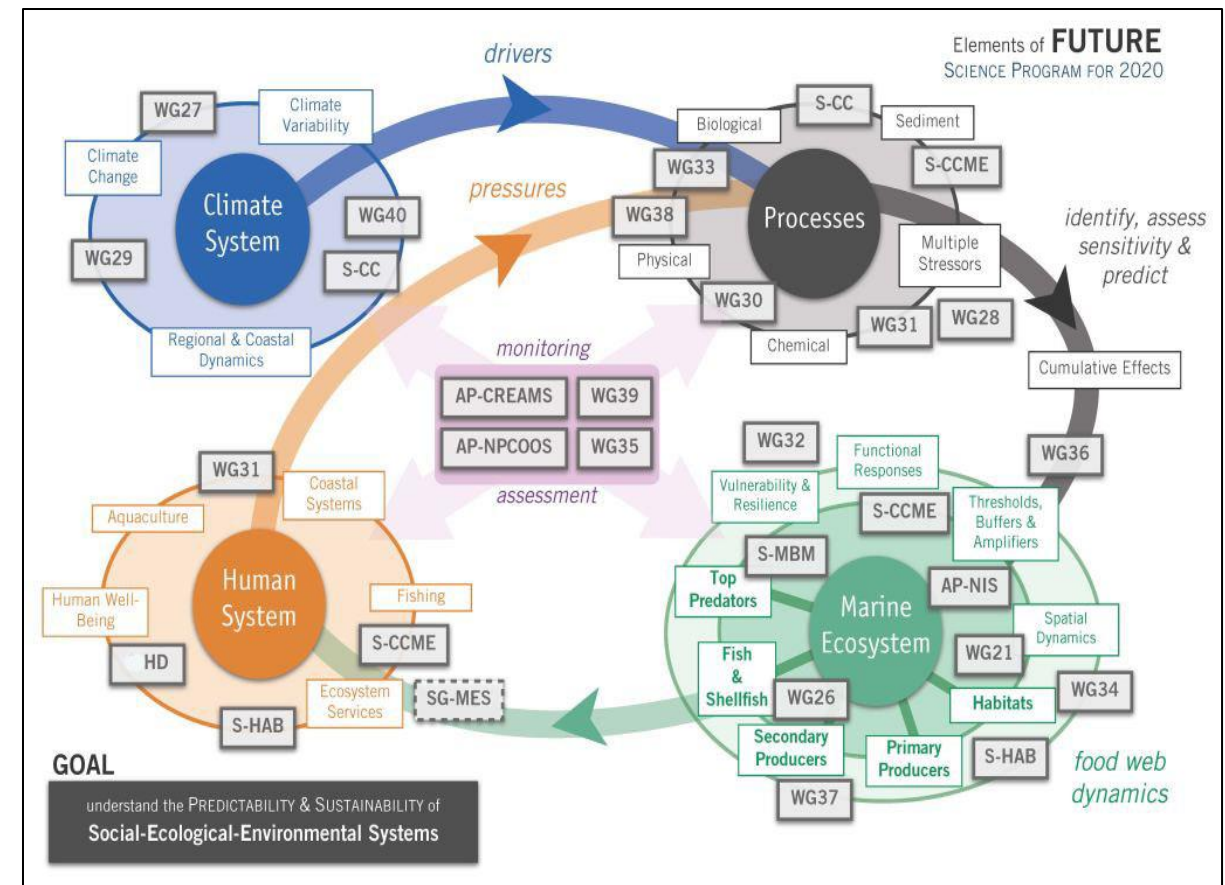 Elements of FUTURE
SCIENCE PROGRAM FOR 2020
drivers
WG27
Climate
Variability
Climate
Change
Climate
System
WG40
WG29
S-CC
Regional & Coastal
Dynamics
pressures
S-CC
Biological
Sediment
WG33
S-CCME
WG38
Processes
Physical
Multiple
Stressors
WG30
WG31
WG28
Chemical
identify, assess
sensitivity &
predict
Cumulative Effects
WG36
monitoring
AP-CREAMS
WG39
AP-NPCOOS
WG35
assessment
WG31
Coastal
Systems
Aquaculture
Human
System
Human Well-
Being
Fishing
HD
S-CCME
Ecosystem
Services
SG-MES
S-HAB
WG32
Functional
Responses
Vulnerability &
Resilience
S-CCME
Thresholds,
Buffers &
Amplifiers
S-MBM
Top
Predators
AP-NIS
Marine
Ecosystem
Spatial
Dynamics
Fish
&
Shellfish
WG21
WG26
Habitats
WG34
Secondary
Producers
Primary
Producers
S-HAB
WG37
food web
dynamics
GOAL
understand the PREDICTABILITY & SUSTAINABILITY of
Social-Ecological-Environmental Systems